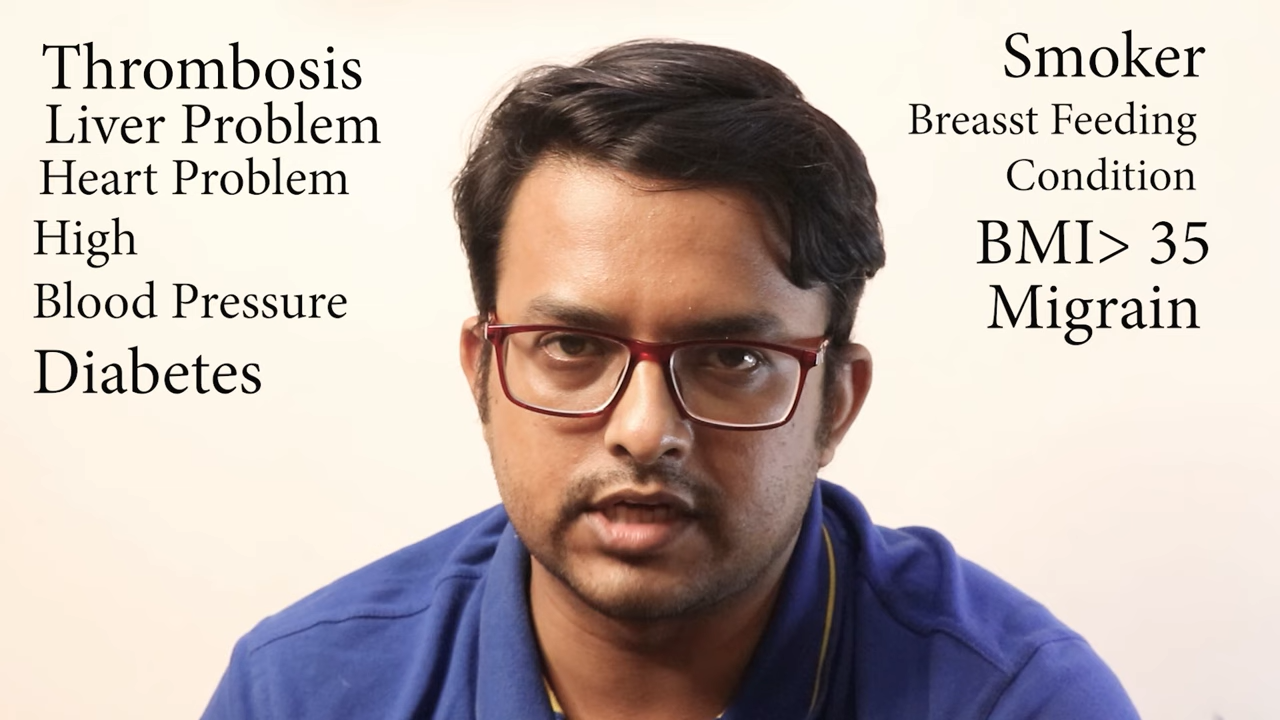 Thrombosis
Liver Problem
Heart Problem
High
Blood Pressure
Diabetes
Smoker
Breasst Feeding
Condition
BMI> 35
Migrain